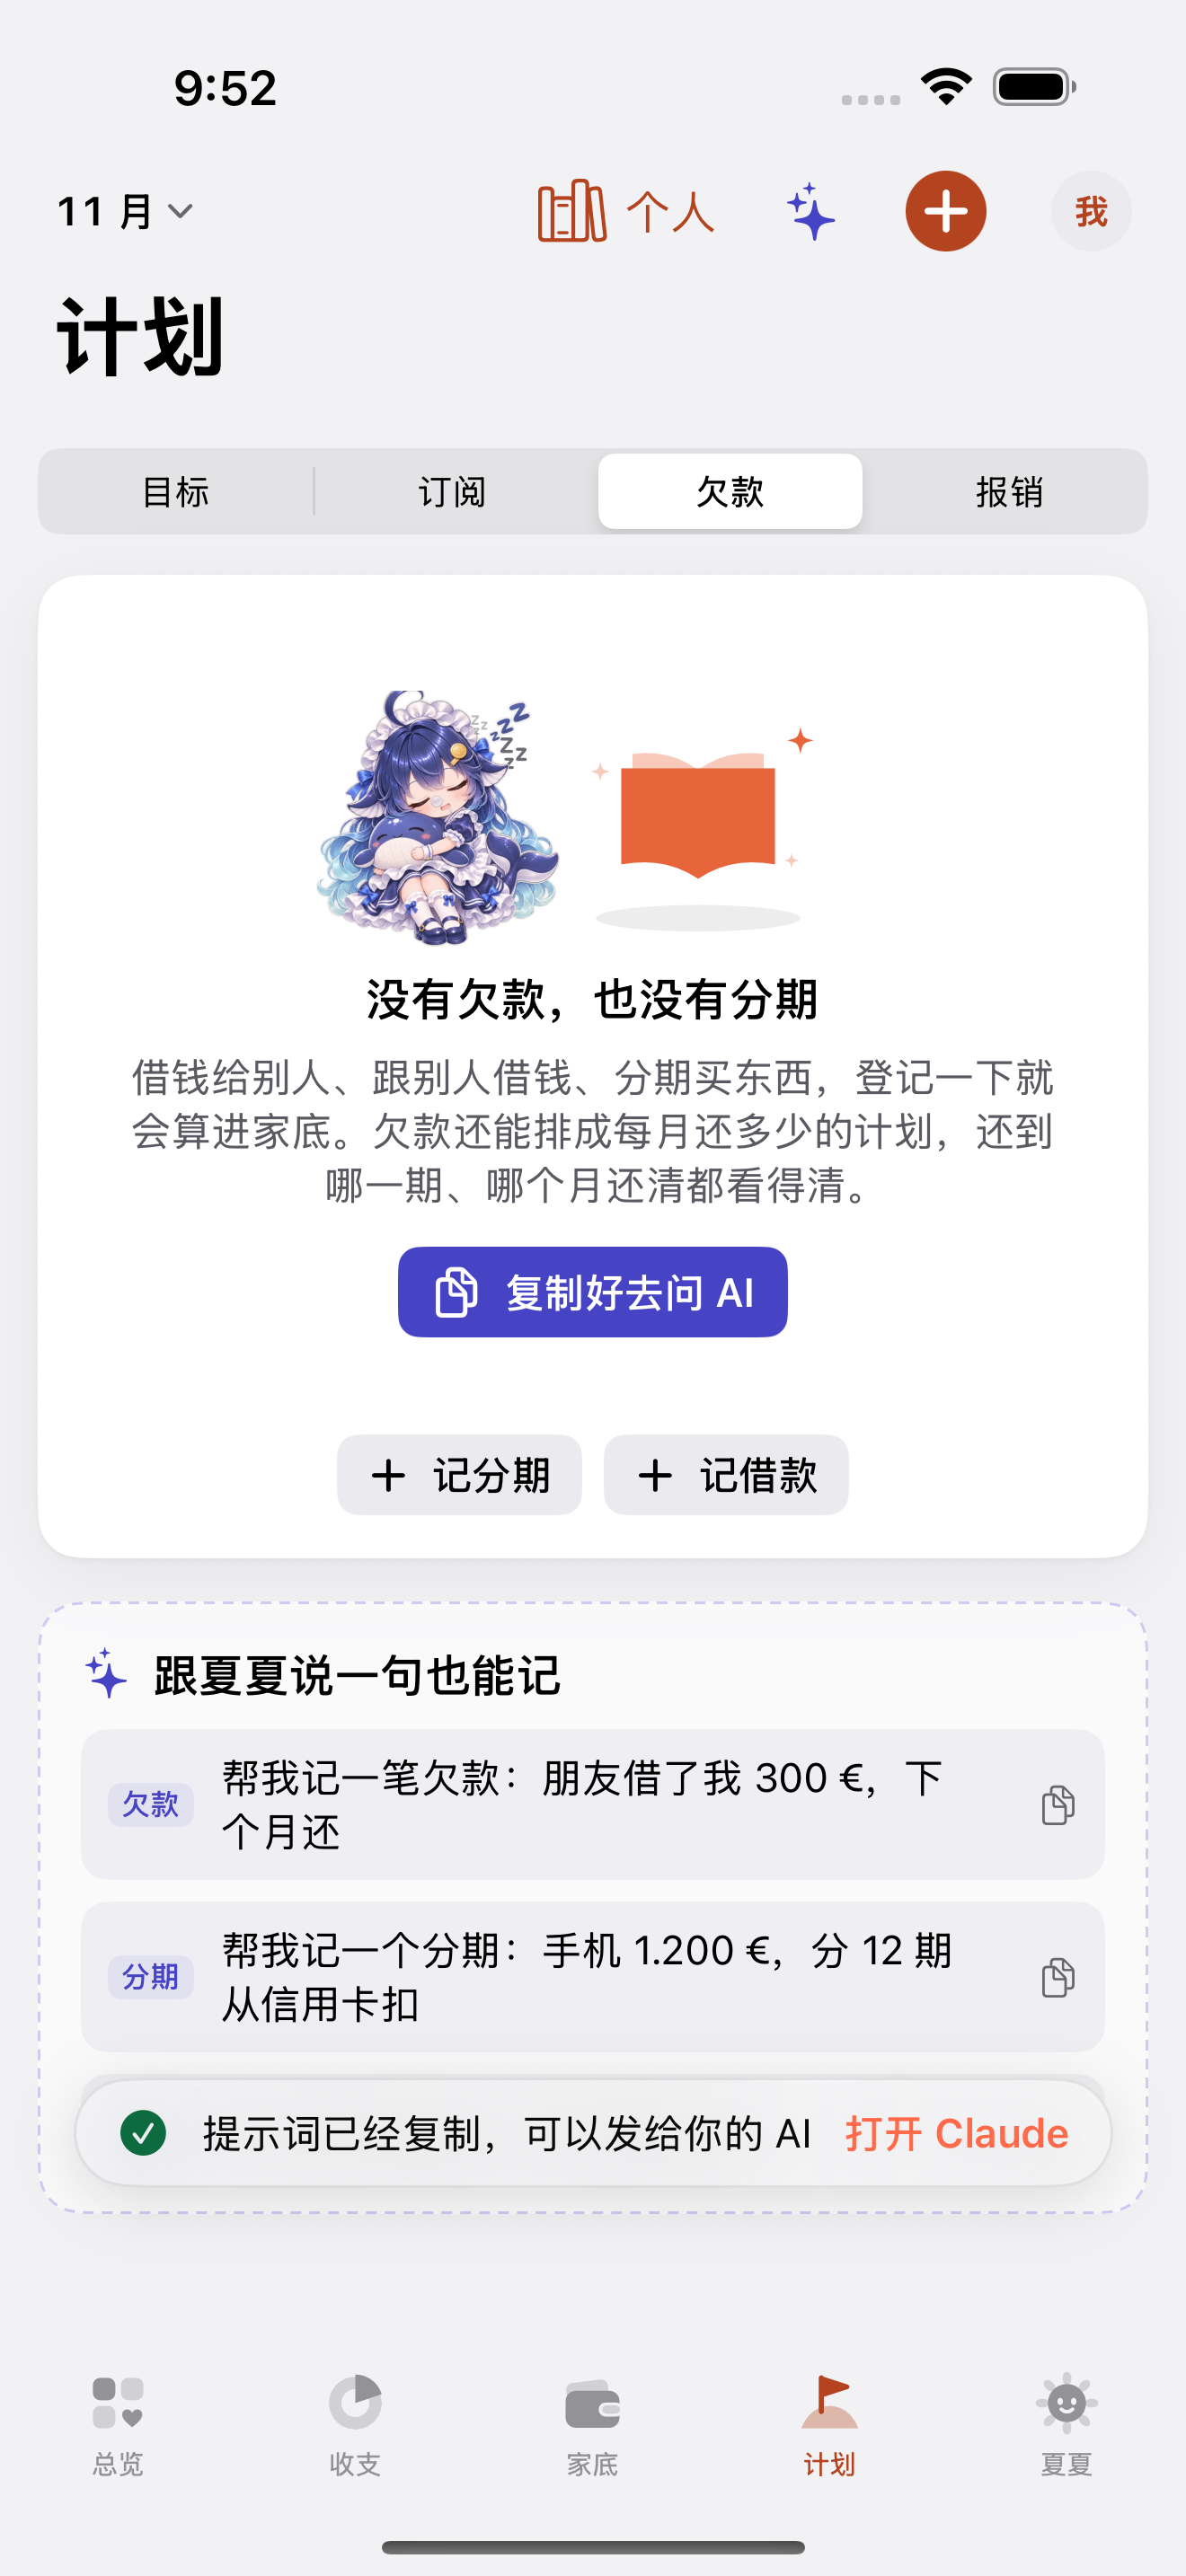 9:52
11 月
个人
我
计划
目标
订阅
欠款
报销
没有欠款，也没有分期
借钱给别人、跟别人借钱、分期买东西，登记一下就
会算进家底。欠款还能排成每月还多少的计划，还到
哪一期、哪个月还清都看得清。
复制好去问 AI
记分期
记借款
跟夏夏说一句也能记
欠款
帮我记一笔欠款：朋友借了我 300 €，下
个月还
分期
帮我记一个分期：手机 1.200 €，分 12 期
从信用卡扣
提示词已经复制，可以发给你的 AI
打开 Claude
总览
收支
家底
计划
夏夏